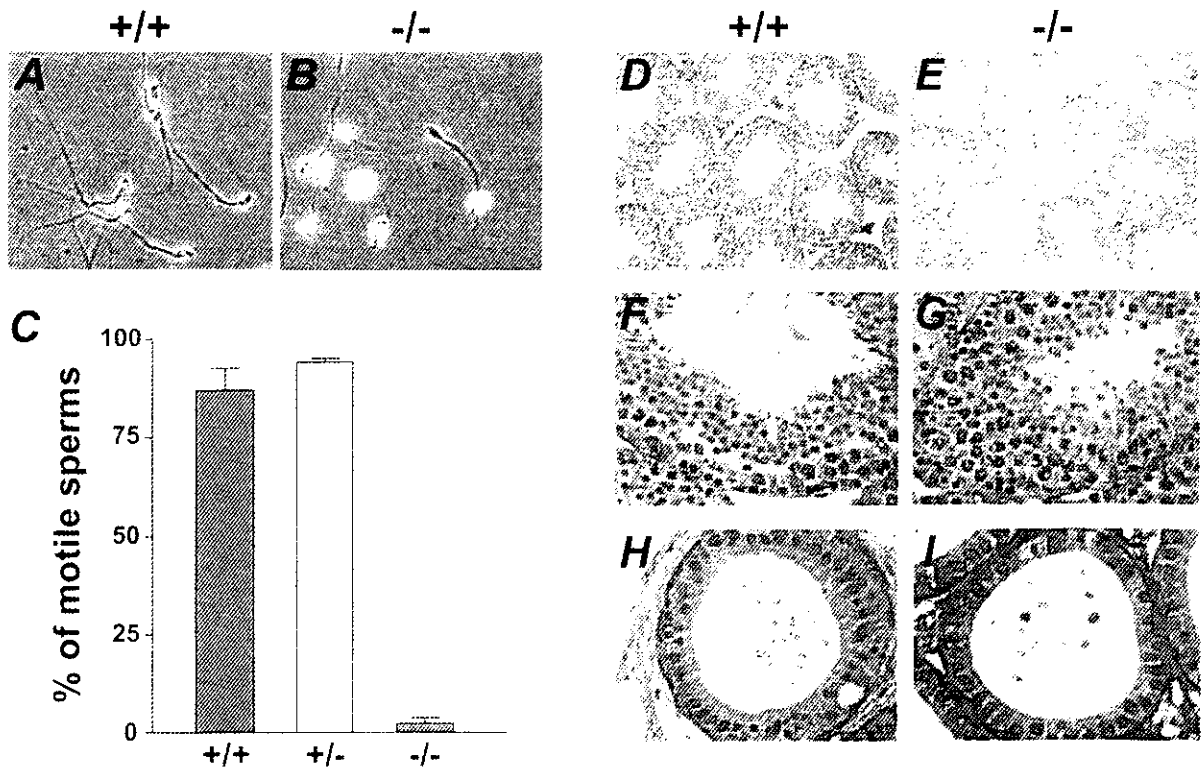 +/+ -/- +/+ -/-
A B D E
F G
C
100
75
50
25
0
% of motile sperms
+/+ +/- -/-
H I